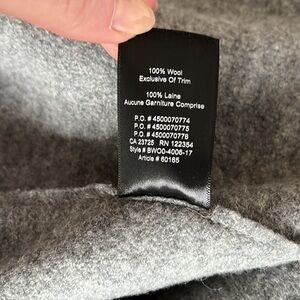 100% Wool
Exclusive Of Trim
100% Laine
Aucune Garniture Comprise
P.O. # 4500070774
P.O. # 4500070775
P.O. # 4500070778
CA 23725 RN 122354
Style # BWO0-4006-17
Article # 60165